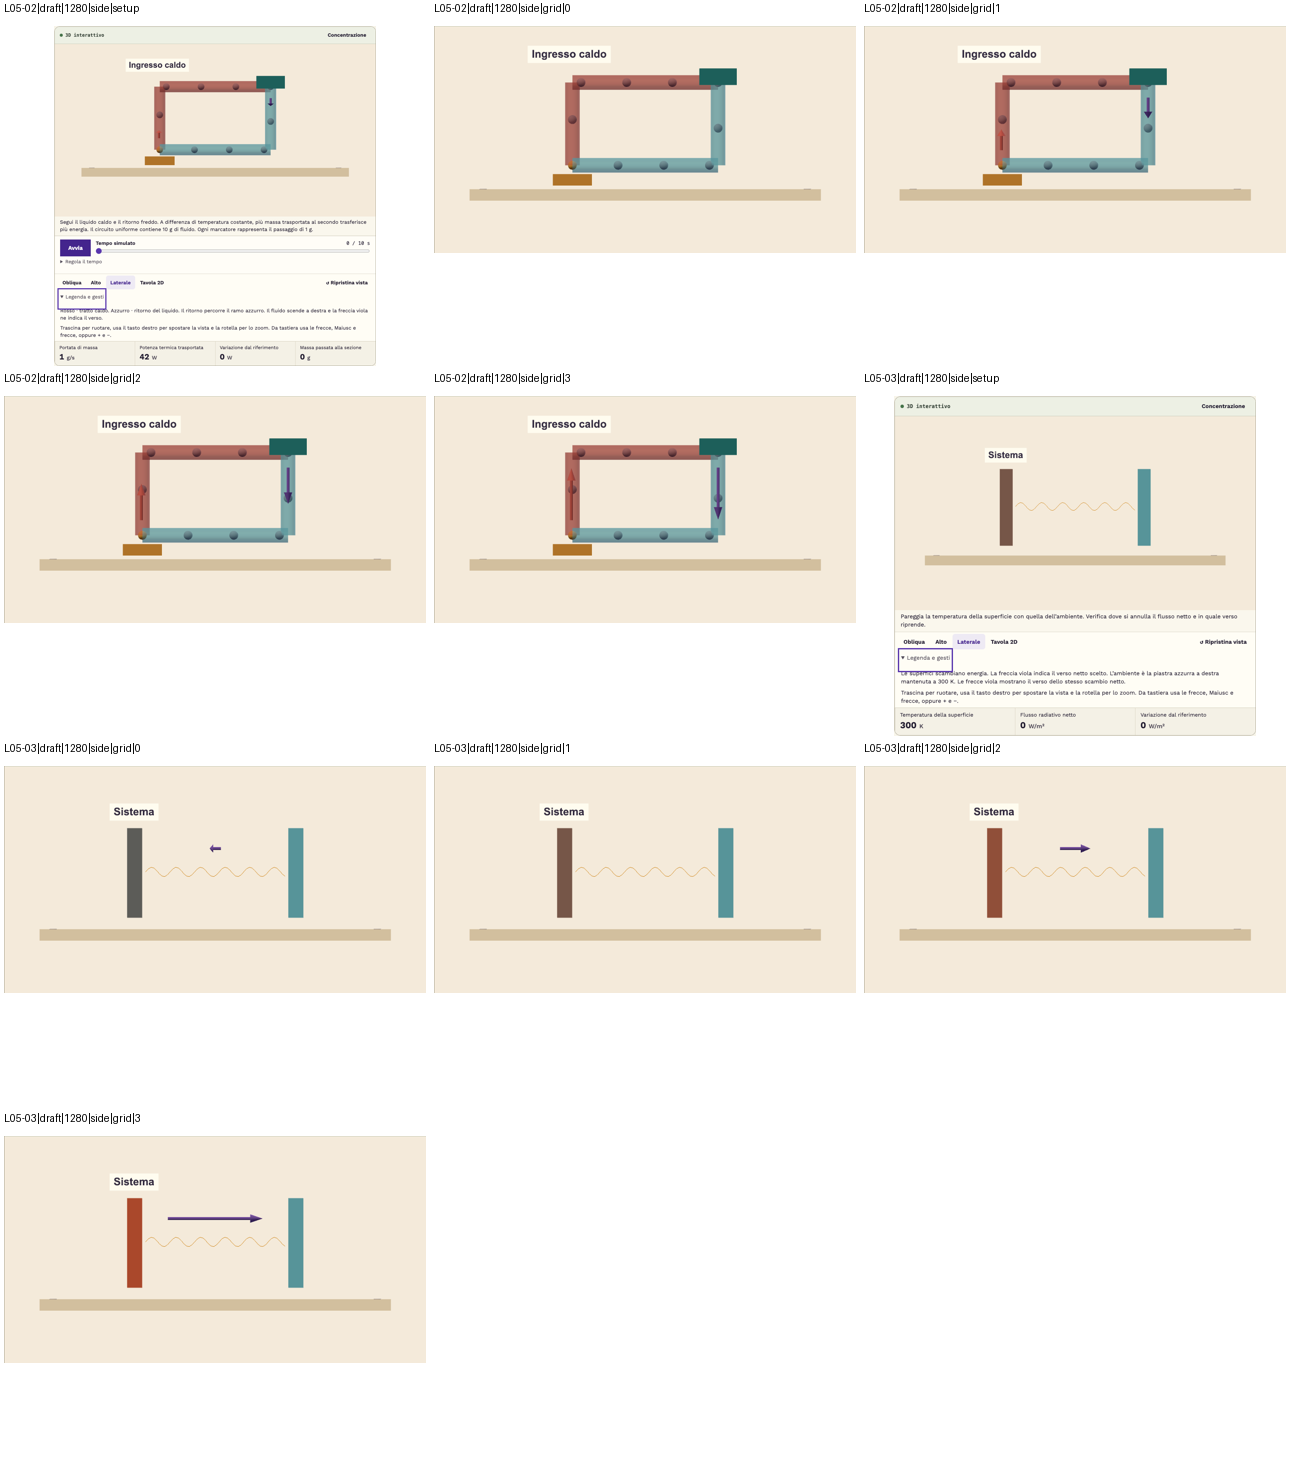 L05-02|draft|1280|side|setup
3D interattivo
Concentrazione
Ingresso caldo
Segui il liquido caldo e il ritorno freddo. A differenza di temperatura costante, più massa trasportata al secondo trasferisce
più energia. Il circuito uniforme contiene 10 g di fluido. Ogni marcatore rappresenta il passaggio di 1 g.
Avvia
Tempo simulato
0 / 10 s
▶ Regola il tempo
Obliqua Alto Laterale Tavola 2D
↺ Ripristina vista
▼ Legenda e gesti
Rosso · tratto caldo. Azzurro · ritorno del liquido. Il ritorno percorre il ramo azzurro. Il fluido scende a destra e la freccia viola
ne indica il verso.
Trascina per ruotare, usa il tasto destro per spostare la vista e la rotella per lo zoom. Da tastiera usa le frecce, Maiusc e
frecce, oppure + e −.
Portata di massa
1 g/s
Potenza termica trasportata
42 W
Variazione dal riferimento
0 W
Massa passata alla sezione
0 g
L05-02|draft|1280|side|grid|0
Ingresso caldo
L05-02|draft|1280|side|grid|1
Ingresso caldo
L05-02|draft|1280|side|grid|2
Ingresso caldo
L05-02|draft|1280|side|grid|3
Ingresso caldo
L05-03|draft|1280|side|setup
3D interattivo
Concentrazione
Sistema
Pareggia la temperatura della superficie con quella dell'ambiente. Verifica dove si annulla il flusso netto e in quale verso
riprende.
Obliqua Alto Laterale Tavola 2D
↺ Ripristina vista
▼ Legenda e gesti
Le superfici scambiano energia. La freccia viola indica il verso netto scelto. L'ambiente è la piastra azzurra a destra
mantenuta a 300 K. Le frecce viola mostrano il verso dello stesso scambio netto.
Trascina per ruotare, usa il tasto destro per spostare la vista e la rotella per lo zoom. Da tastiera usa le frecce, Maiusc e
frecce, oppure + e −.
Temperatura della superficie
300 K
Flusso radiativo netto
0 W/m²
Variazione dal riferimento
0 W/m²
L05-03|draft|1280|side|grid|0
Sistema
L05-03|draft|1280|side|grid|1
Sistema
L05-03|draft|1280|side|grid|2
Sistema
L05-03|draft|1280|side|grid|3
Sistema